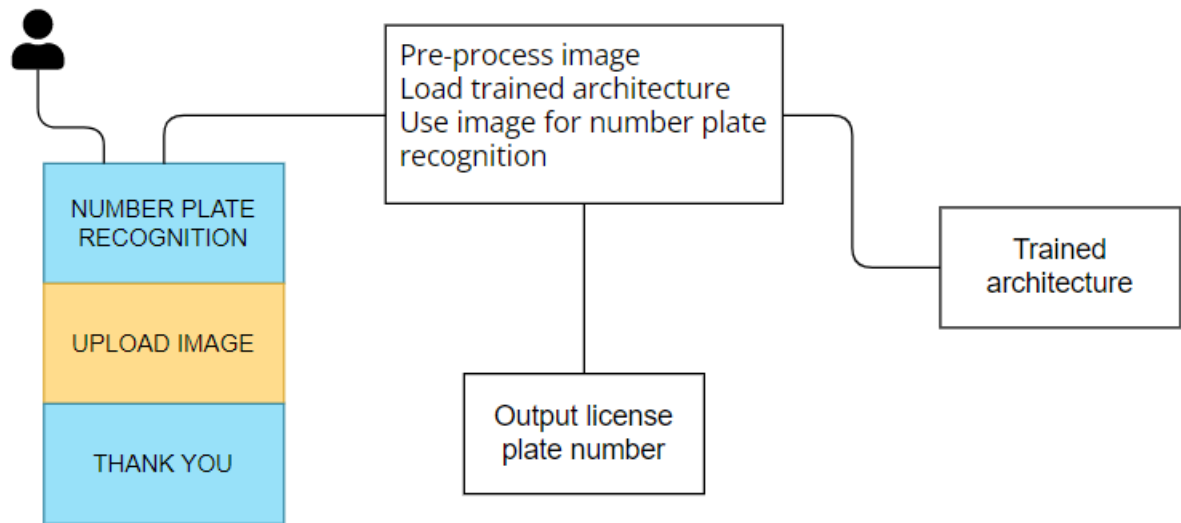 Pre-process image
Load trained architecture
Use image for number plate
recognition
NUMBER PLATE
RECOGNITION
UPLOAD IMAGE
THANK YOU
Trained
architecture
Output license
plate number